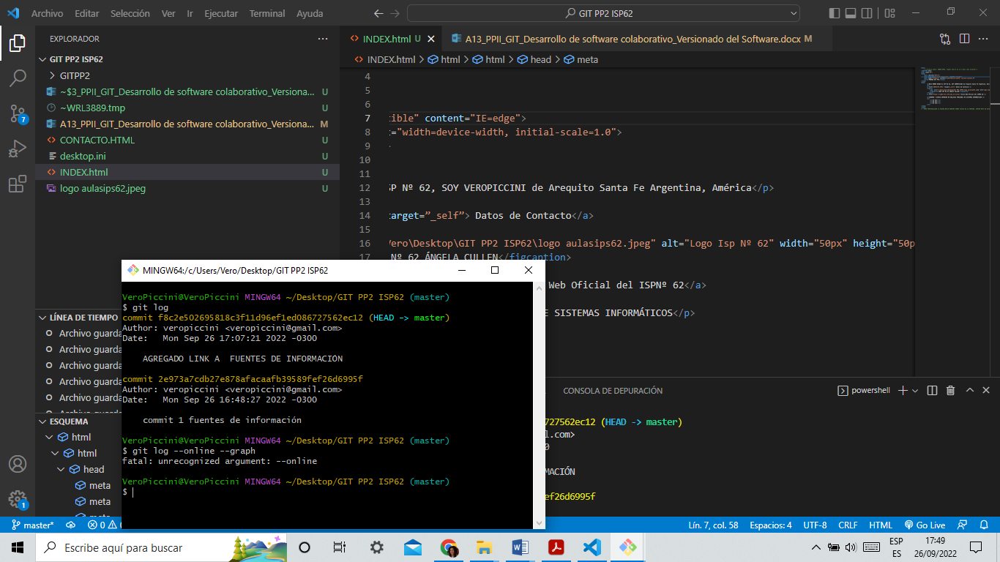 Archivo Editar Selección Ver Ir Ejecutar Terminal Ayuda
GIT PP2 ISP62
EXPLORADOR
INDEX.html U
A13_PPII_GIT_Desarrollo de software colaborativo_Versionado del Software.docx M
GIT PP2 ISP62
INDEX.html > html > html > head > meta
GITPP2
~$3_PPII_GIT_Desarrollo de software colaborativo_Versiona... U
~WRL3889.tmp U
A13_PPII_GIT_Desarrollo de software colaborativo_Versiona... M
CONTACTO.HTML U
desktop.ini U
INDEX.html U
logo aulasips62.jpeg U
7
4
5
6
7 tible" content="IE=edge">
8 ="width=device-width, initial-scale=1.0">
9
10
11
12 SP Nº 62, SOY VEROPICCINI de Arequito Santa Fe Argentina, América</p>
13
14 target=”_self”> Datos de Contacto</a>
15
16 Vero\Desktop\GIT PP2 ISP62\logo aulasips62.jpeg" alt="Logo Isp Nº 62" width="50px" height="50p
17 Nº 62 ÁNGELA CULLEN</figcaption>
Web Oficial del ISPNº 62</a>
E SISTEMAS INFORMÁTICOS</p>
MINGW64:/c/Users/Vero/Desktop/GIT PP2 ISP62
VeroPiccini@VeroPiccini MINGW64 ~/Desktop/GIT PP2 ISP62 (master)
$ git log
commit f8c2e502695818c3f11d96ef1ed086727562ec12 (HEAD -> master)
Author: veropiccini <veropiccini@gmail.com>
Date:   Mon Sep 26 17:07:21 2022 -0300
AGREGADO LINK A  FUENTES DE INFORMACIÓN
commit 2e973a7cdb27e878afacaafb39589fef26d6995f
Author: veropiccini <veropiccini@gmail.com>
Date:   Mon Sep 26 16:48:27 2022 -0300
commit 1 fuentes de información
VeroPiccini@VeroPiccini MINGW64 ~/Desktop/GIT PP2 ISP62 (master)
$ git log --online --graph
fatal: unrecognized argument: --online
VeroPiccini@VeroPiccini MINGW64 ~/Desktop/GIT PP2 ISP62 (master)
$
LÍNEA DE TIEMPO
Archivo guarda
Archivo guarda
Archivo guarda
Archivo guarda
Archivo guarda
ESQUEMA
html
html
head
meta
meta
1
CONSOLA DE DEPURACIÓN
powershell
727562ec12 (HEAD -> master)
l.com>
0
MACIÓN
ef26d6995f
master* 0
Lín. 7, col. 58 Espacios: 4 UTF-8 CRLF HTML Go Live
Escribe aquí para buscar
ESP
ES
17:49
26/09/2022